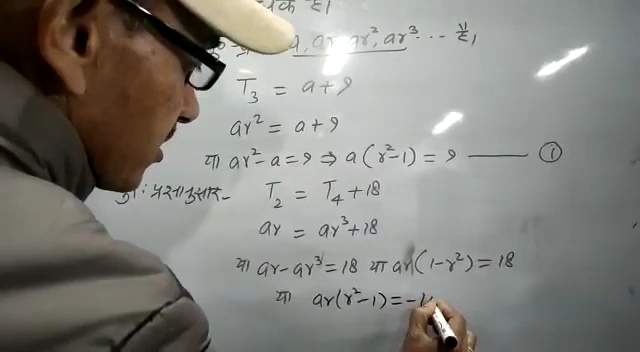 है।
ar, ar², ar³ ... है।
T₃ = a+9
ar² = a+9
या ar²-a=9 ⇒ a(r²-1) = 9 —— ①
पुनः प्रश्नानुसार-
T₂ = T₄+18
ar = ar³+18
या ar-ar³=18 या ar(1-r²)=18
या ar(r²-1)=-1